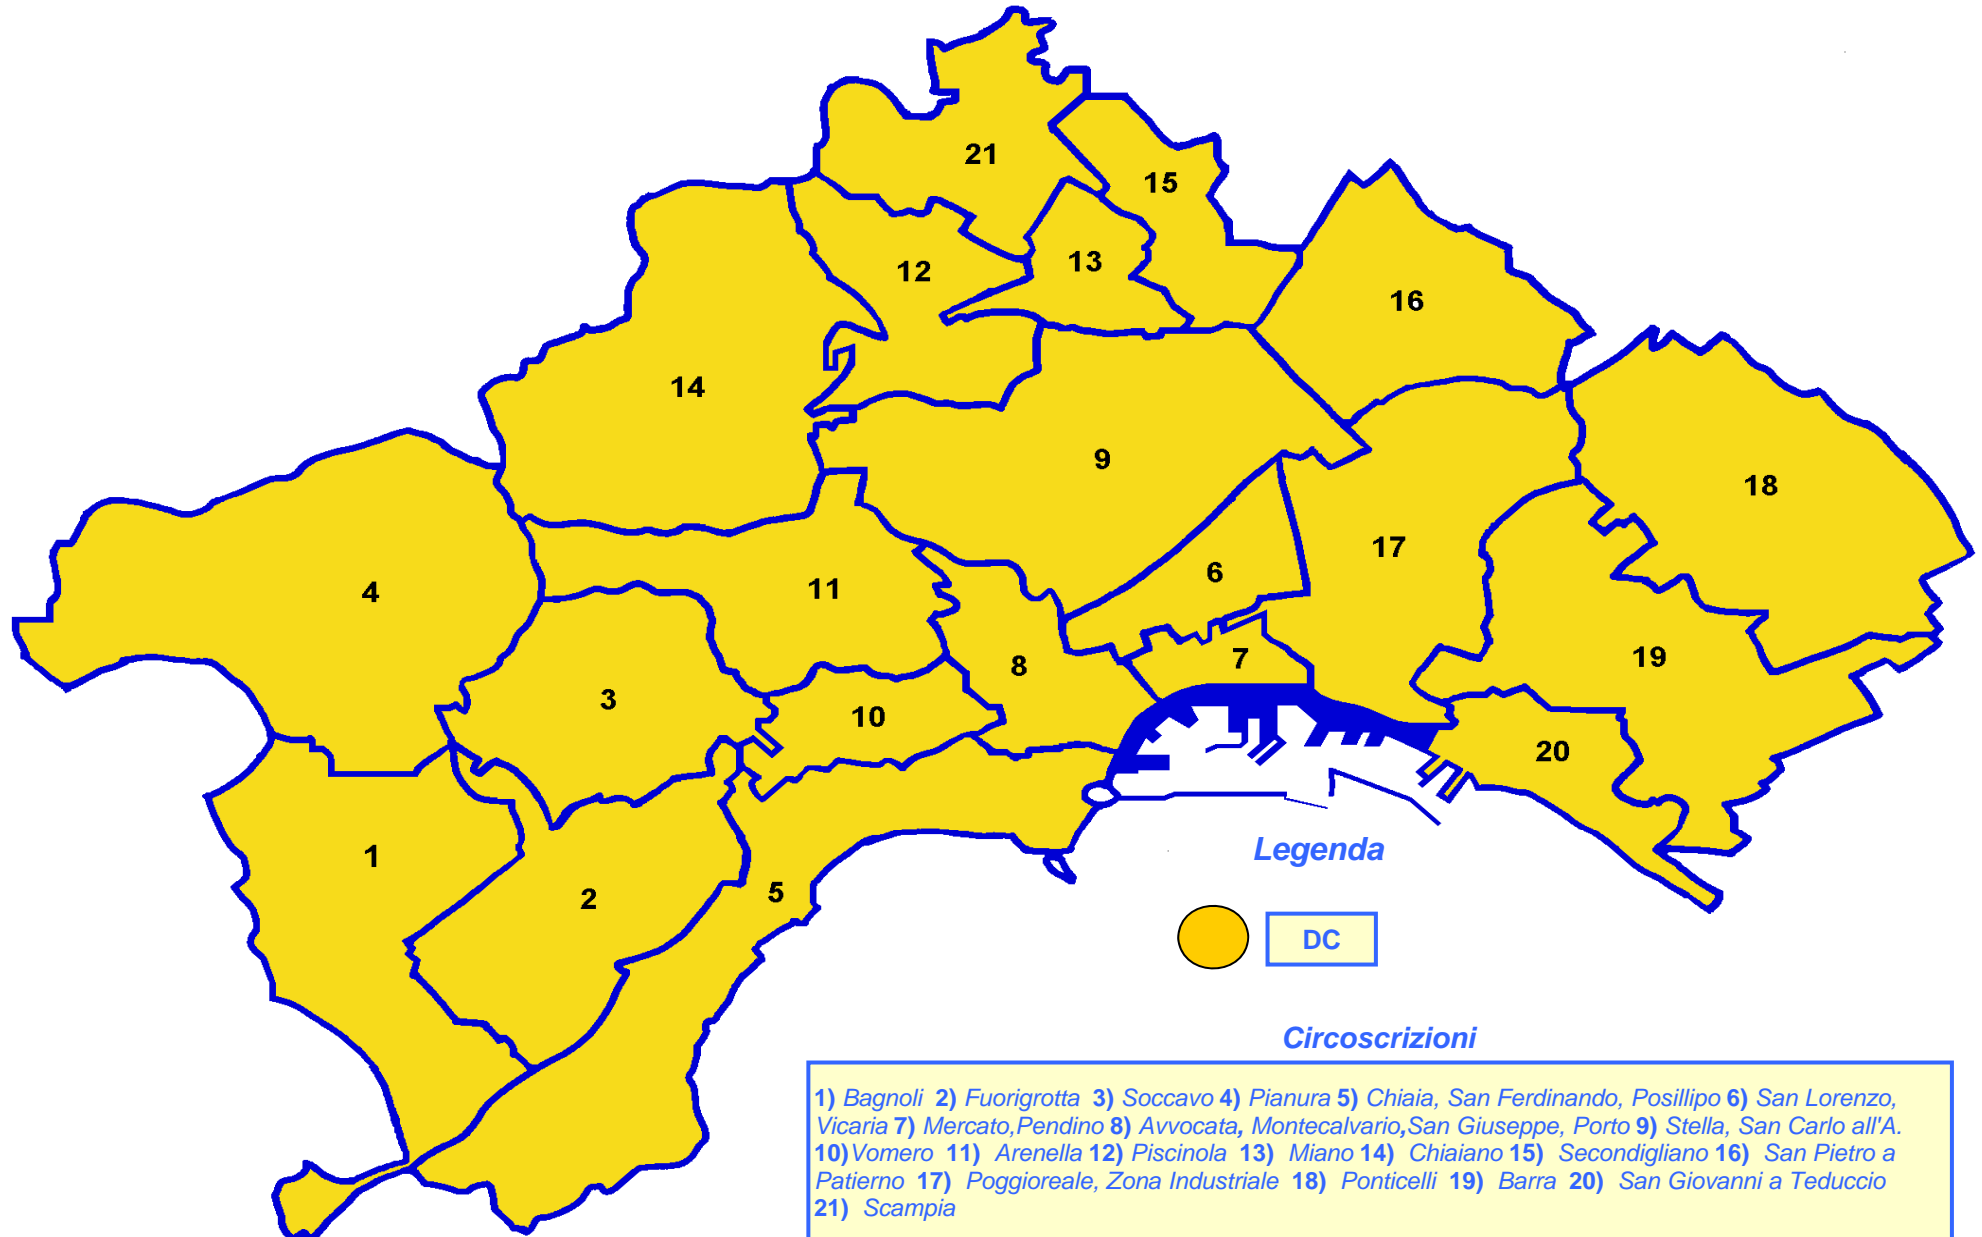 21
15
12
13
16
14
9
18
17
4
11
6
19
8
7
3
10
20
1
Legenda
2
5
DC
Circoscrizioni
1) Bagnoli 2) Fuorigrotta 3) Soccavo 4) Pianura 5) Chiaia, San Ferdinando, Posillipo 6) San Lorenzo,
Vicaria 7) Mercato,Pendino 8) Avvocata, Montecalvario,San Giuseppe, Porto 9) Stella, San Carlo all'A.
10)Vomero 11) Arenella 12) Piscinola 13) Miano 14) Chiaiano 15) Secondigliano 16) San Pietro a
Patierno 17) Poggioreale, Zona Industriale 18) Ponticelli 19) Barra 20) San Giovanni a Teduccio
21) Scampia